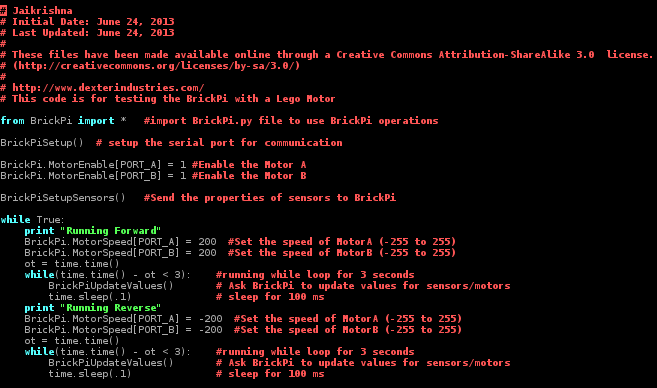 # Jaikrishna
# Initial Date: June 24, 2013
# Last Updated: June 24, 2013
#
# These files have been made available online through a Creative Commons Attribution-ShareAlike 3.0  license.
# (http://creativecommons.org/licenses/by-sa/3.0/)
#
# http://www.dexterindustries.com/
# This code is for testing the BrickPi with a Lego Motor
from BrickPi import *   #import BrickPi.py file to use BrickPi operations
BrickPiSetup()  # setup the serial port for communication
BrickPi.MotorEnable[PORT_A] = 1 #Enable the Motor A
BrickPi.MotorEnable[PORT_B] = 1 #Enable the Motor B
BrickPiSetupSensors()   #Send the properties of sensors to BrickPi
while True:
    print "Running Forward"
    BrickPi.MotorSpeed[PORT_A] = 200  #Set the speed of MotorA (-255 to 255)
    BrickPi.MotorSpeed[PORT_B] = 200  #Set the speed of MotorB (-255 to 255)
    ot = time.time()
    while(time.time() - ot < 3):    #running while loop for 3 seconds
        BrickPiUpdateValues()       # Ask BrickPi to update values for sensors/motors
        time.sleep(.1)              # sleep for 100 ms
    print "Running Reverse"
    BrickPi.MotorSpeed[PORT_A] = -200  #Set the speed of MotorA (-255 to 255)
    BrickPi.MotorSpeed[PORT_B] = -200  #Set the speed of MotorB (-255 to 255)
    ot = time.time()
    while(time.time() - ot < 3):    #running while loop for 3 seconds
        BrickPiUpdateValues()       # Ask BrickPi to update values for sensors/motors
        time.sleep(.1)              # sleep for 100 ms